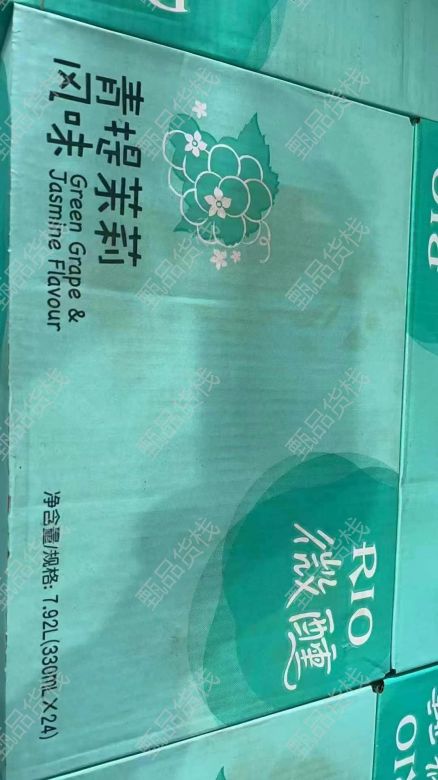 青提茉莉
风味
Green Grape &
Jasmine Flavour
RIO
微醺
净含量/规格: 7.92L(330mL×24)
RIO
甄品货栈